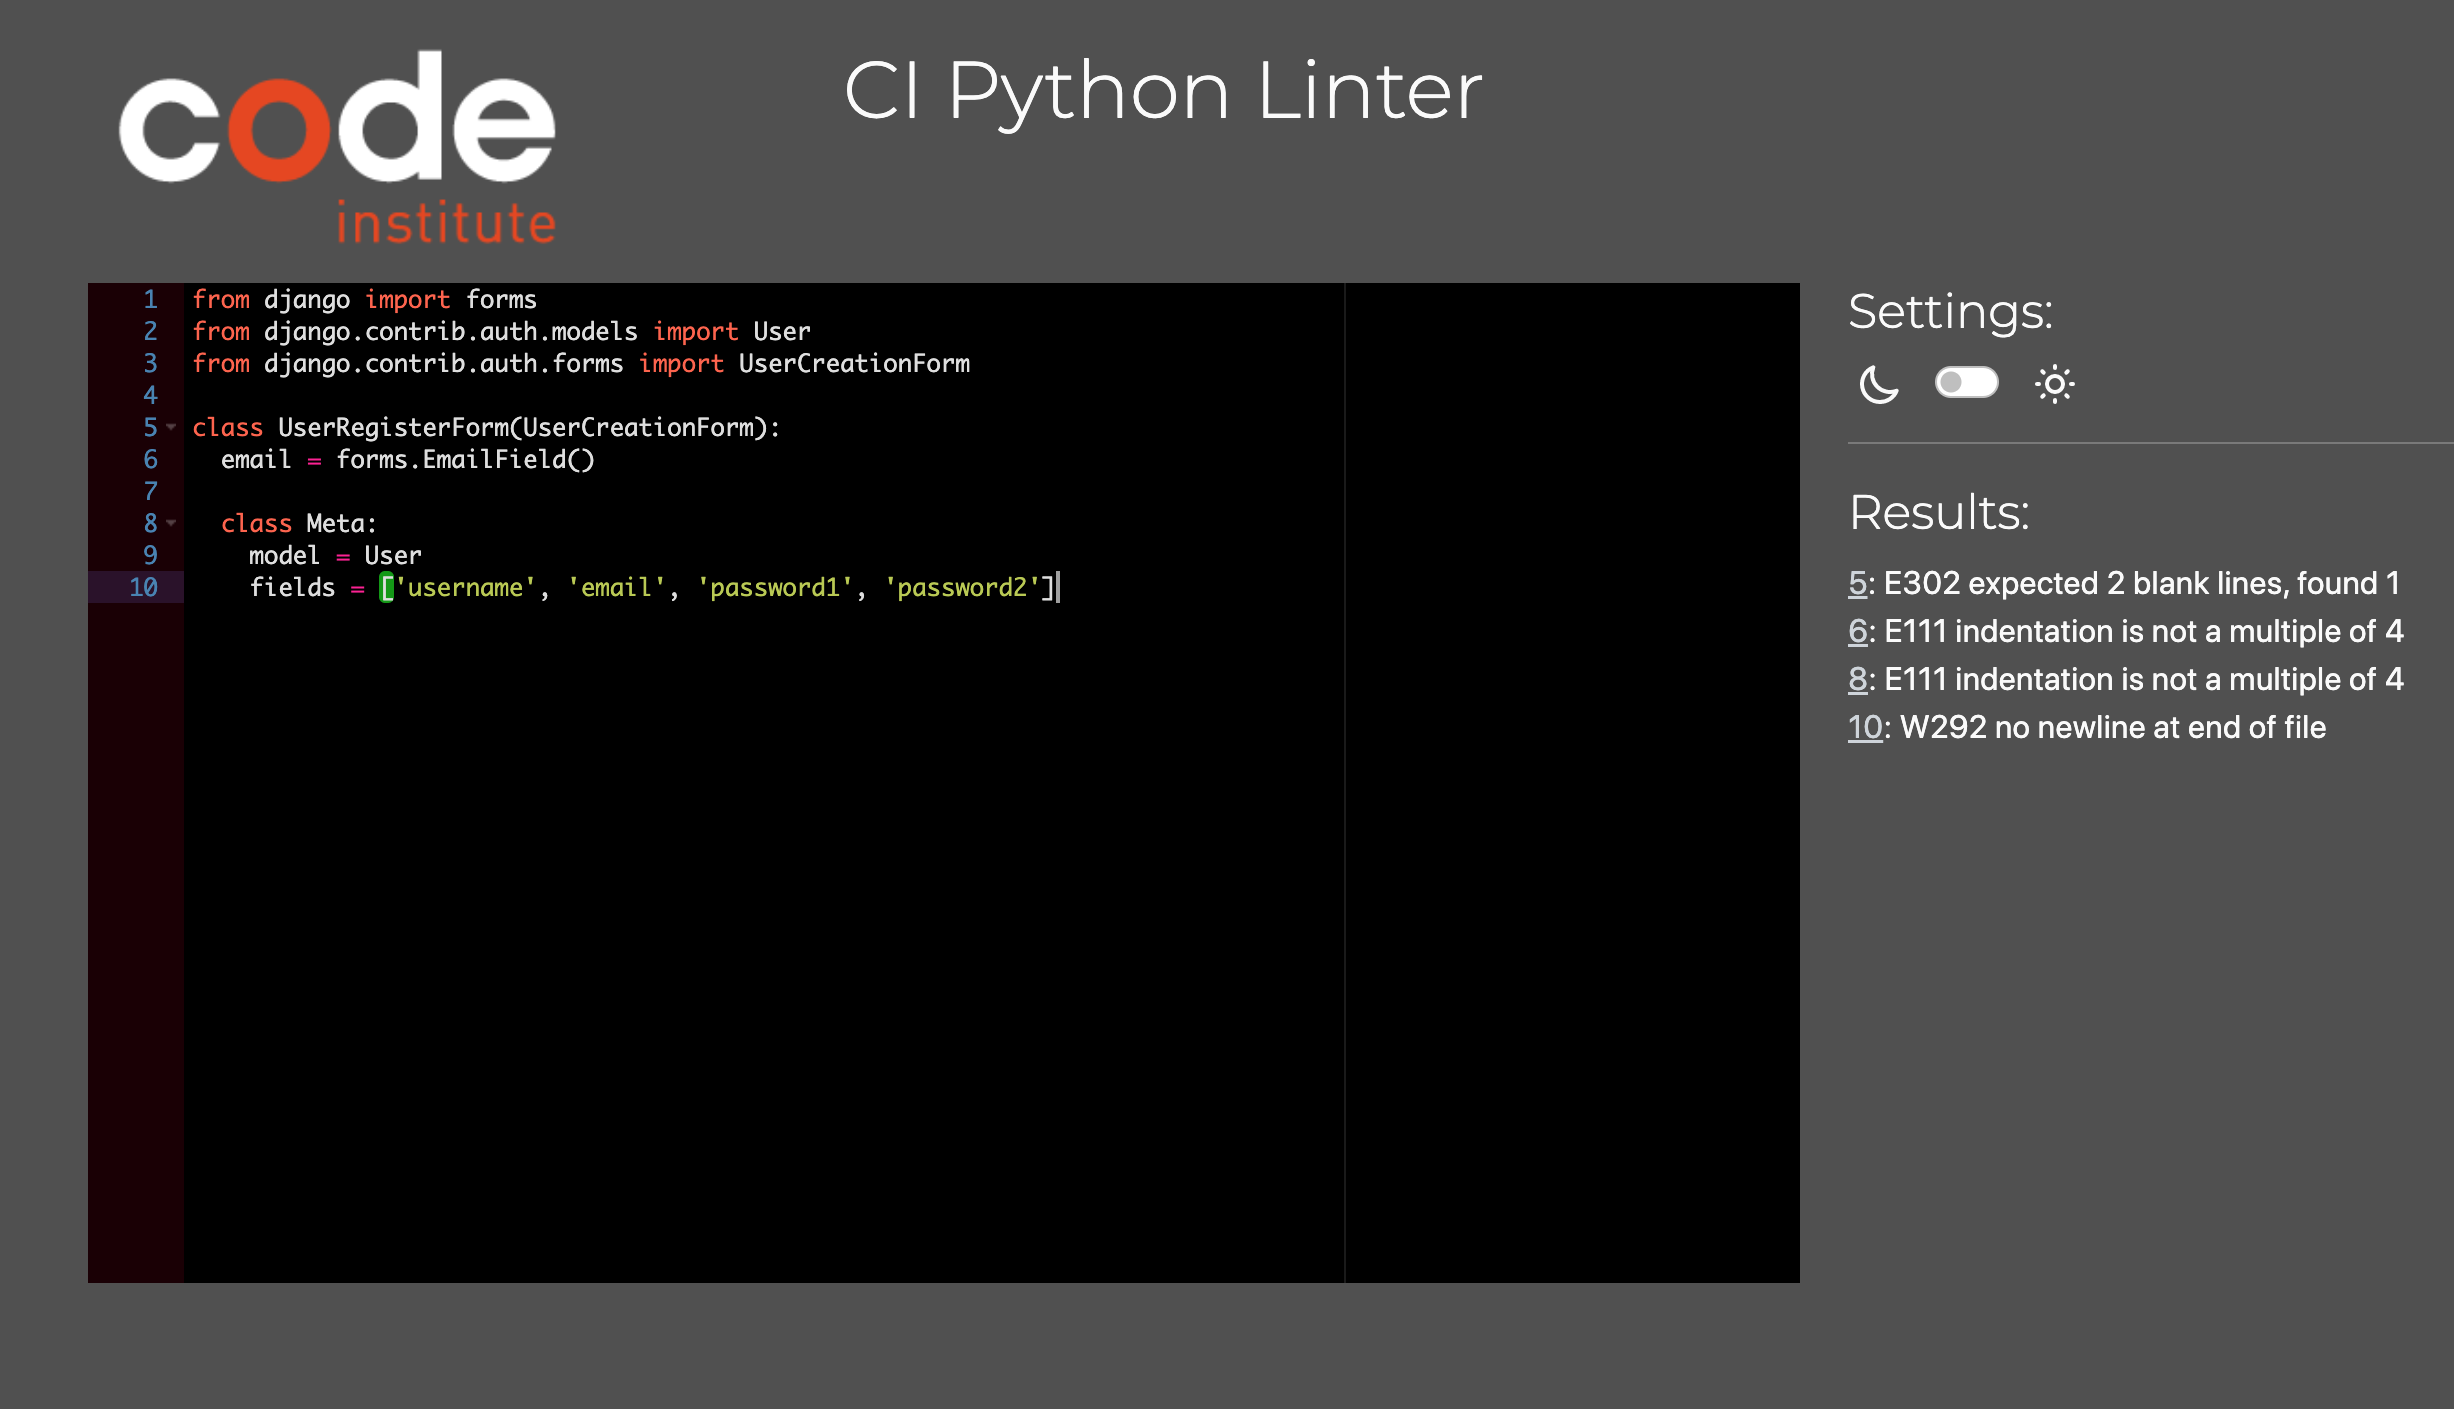 code
institute
CI Python Linter
1 from django import forms
2 from django.contrib.auth.models import User
3 from django.contrib.auth.forms import UserCreationForm
4
5 class UserRegisterForm(UserCreationForm):
6   email = forms.EmailField()
7
8   class Meta:
9     model = User
10     fields = ['username', 'email', 'password1', 'password2']
Settings:
Results:
5: E302 expected 2 blank lines, found 1
6: E111 indentation is not a multiple of 4
8: E111 indentation is not a multiple of 4
10: W292 no newline at end of file